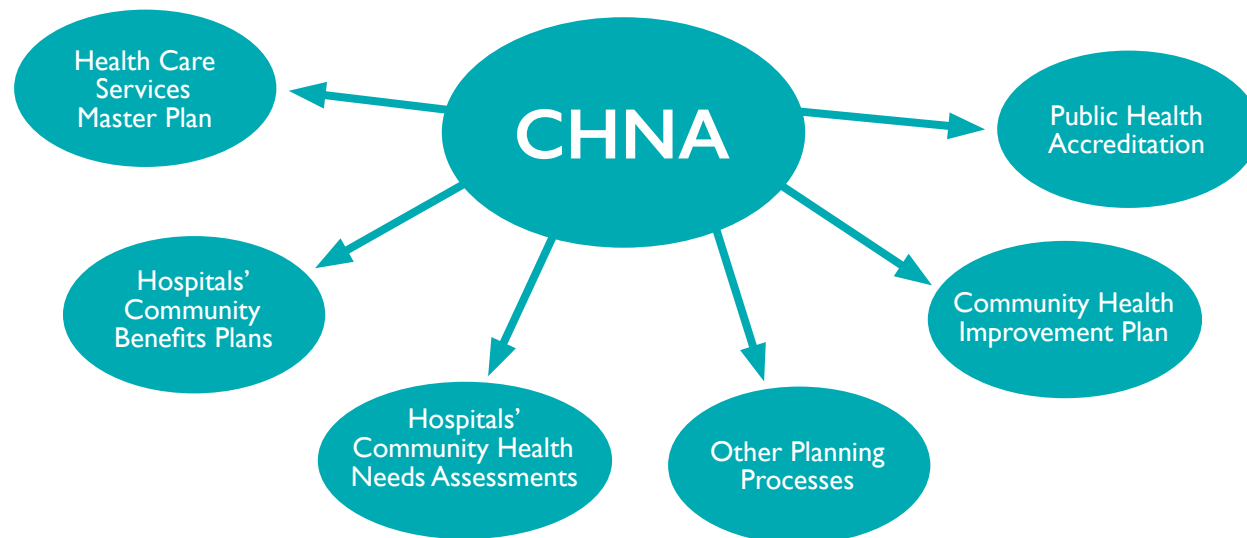 Health Care
Services
Master Plan
CHNA
Public Health
Accreditation
Hospitals’
Community
Benefits Plans
Community Health
Improvement Plan
Hospitals’
Community Health
Needs Assessments
Other Planning
Processes